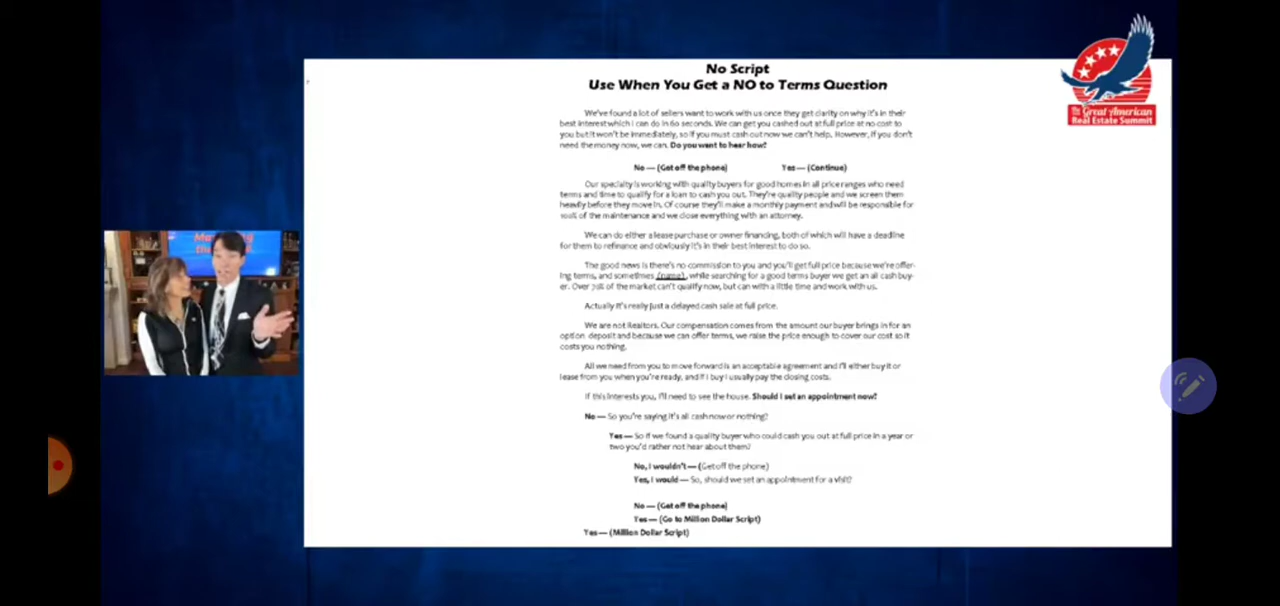 the Great American
Real Estate Summit
No Script
Use When You Get a NO to Terms Question
We've found a lot of sellers want to work with us once they get clarity on why it's in their
best interest which I can do in 60 seconds. We can get you cashed out at full price at no cost to
you but it won't be immediately, so if you must cash out now we can't help. However, if you don't
need the money now, we can. Do you want to hear how?
No — (Get off the phone) Yes — (Continue)
Our specialty is working with quality buyers for good homes in all price ranges who need
terms and time to qualify for a loan to cash you out. They're quality people and we screen them
heavily before they move in. Of course they'll make a monthly payment and will be responsible for
100% of the maintenance and we close everything with an attorney.
We can do either a lease purchase or owner financing, both of which will have a deadline
for them to refinance and obviously it's in their best interest to do so.
The good news is there's no commission to you and you'll get full price because we're offer-
ing terms, and sometimes (name), while searching for a good terms buyer we get an all cash buy-
er. Over of the market can't qualify now, but can with a little time and work with us.
Actually it's really just a delayed cash sale at full price.
We are not Realtors. Our compensation comes from the amount our buyer brings in for an
option deposit and because we can offer terms, we raise the price enough to cover our cost so it
costs you nothing.
All we need from you to move forward is an acceptable agreement and I'll either buy it or
lease from you when you're ready, and if I buy I usually pay the closing costs.
If this interests you, I'll need to see the house. Should I set an appointment now?
No — So you're saying it's all cash now or nothing?
Yes — So if we found a quality buyer who could cash you out at full price in a year or
two you'd rather not hear about them?
No, I wouldn't — (Get off the phone)
Yes, I would — So, should we set an appointment for a visit?
No — (Get off the phone)
Yes — (Go to Million Dollar Script)
Yes — (Million Dollar Script)